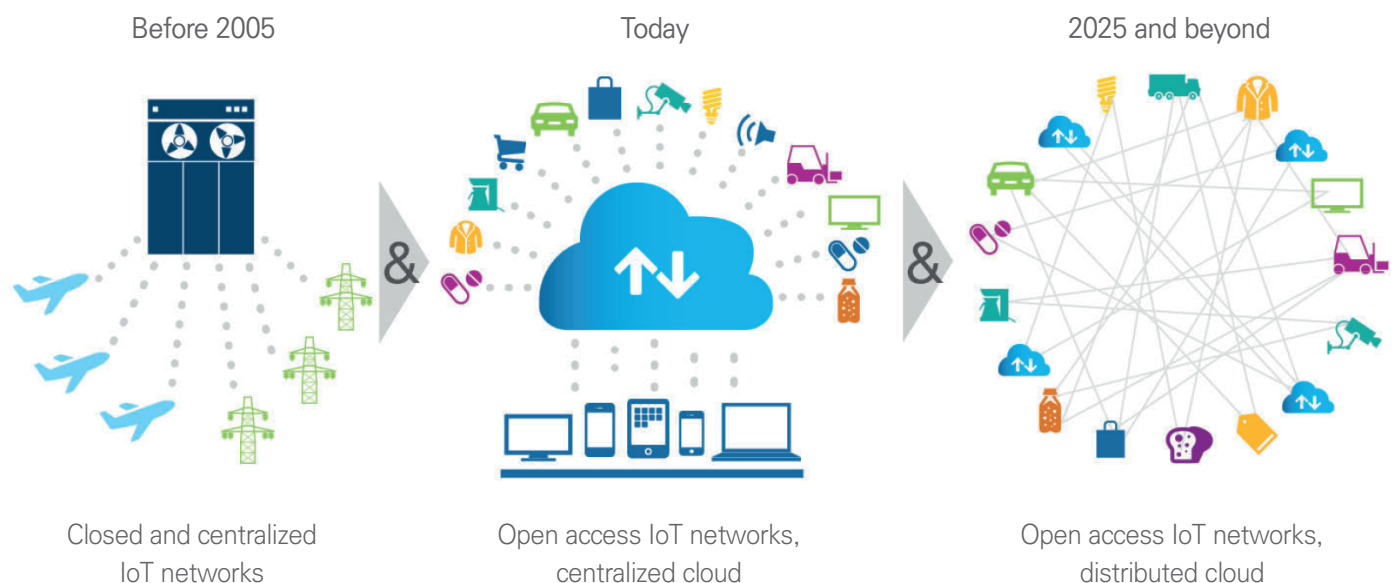 Before 2005
Today
2025 and beyond
&
&
Closed and centralized
IoT networks
Open access IoT networks,
centralized cloud
Open access IoT networks,
distributed cloud